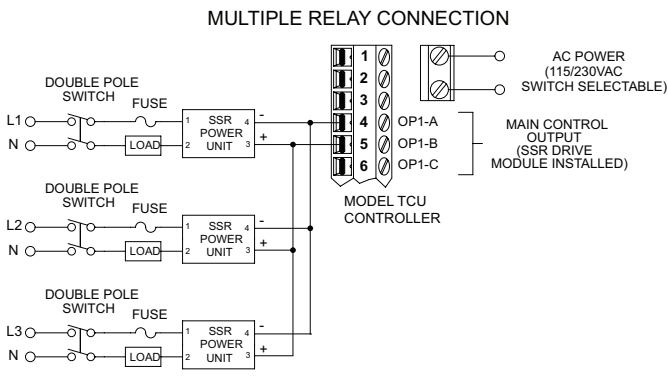 MULTIPLE RELAY CONNECTION
1
2
3
4 OP1-A
5 OP1-B
6 OP1-C
AC POWER
(115/230VAC
SWITCH SELECTABLE)
MAIN CONTROL
OUTPUT
(SSR DRIVE
MODULE INSTALLED)
MODEL TCU
CONTROLLER
DOUBLE POLE
SWITCH
FUSE
L1
N
LOAD
1 SSR 4 -
POWER +
2 UNIT 3
DOUBLE POLE
SWITCH
FUSE
L2
N
LOAD
1 SSR 4 -
POWER +
2 UNIT 3
DOUBLE POLE
SWITCH
FUSE
L3
N
LOAD
1 SSR 4 -
POWER +
2 UNIT 3